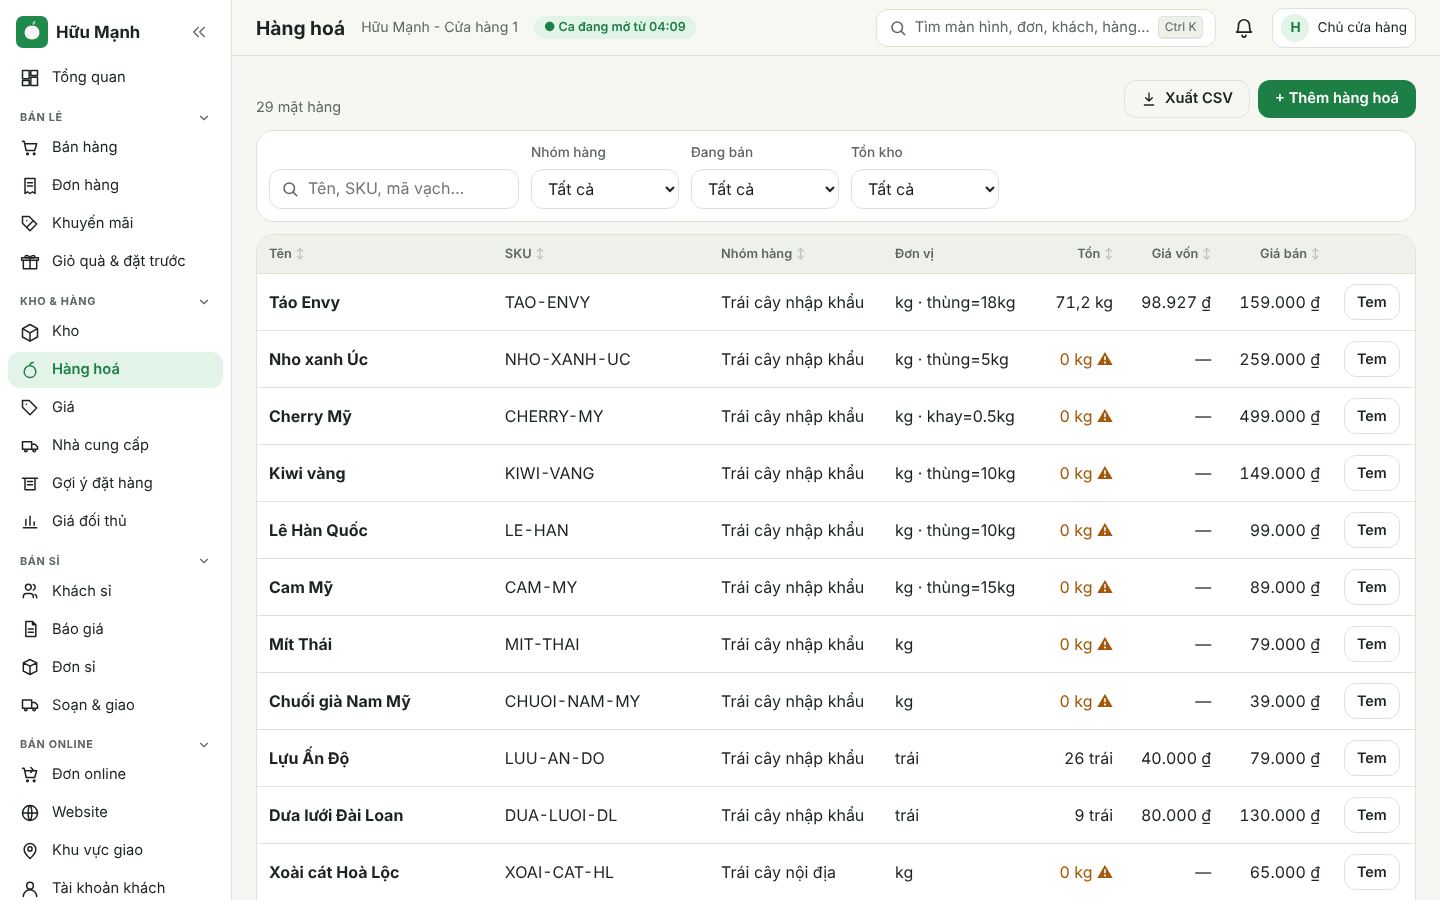 Hữu Mạnh
Tổng quan
BÁN LẺ
Bán hàng
Đơn hàng
Khuyến mãi
Giỏ quà & đặt trước
KHO & HÀNG
Kho
Hàng hoá
Giá
Nhà cung cấp
Gợi ý đặt hàng
Giá đối thủ
BÁN SỈ
Khách sỉ
Báo giá
Đơn sỉ
Soạn & giao
BÁN ONLINE
Đơn online
Website
Khu vực giao
Tài khoản khách
Hàng hoá Hữu Mạnh - Cửa hàng 1 Ca đang mở từ 04:09 Tìm màn hình, đơn, khách, hàng... Ctrl K H Chủ cửa hàng
29 mặt hàng Xuất CSV + Thêm hàng hoá
Nhóm hàng Đang bán Tồn kho
Tên, SKU, mã vạch... Tất cả Tất cả Tất cả
Tên SKU Nhóm hàng Đơn vị Tồn Giá vốn Giá bán
Táo Envy TAO-ENVY Trái cây nhập khẩu kg · thùng=18kg 71,2 kg 98.927 ₫ 159.000 ₫ Tem
Nho xanh Úc NHO-XANH-UC Trái cây nhập khẩu kg · thùng=5kg 0 kg — 259.000 ₫ Tem
Cherry Mỹ CHERRY-MY Trái cây nhập khẩu kg · khay=0.5kg 0 kg — 499.000 ₫ Tem
Kiwi vàng KIWI-VANG Trái cây nhập khẩu kg · thùng=10kg 0 kg — 149.000 ₫ Tem
Lê Hàn Quốc LE-HAN Trái cây nhập khẩu kg · thùng=10kg 0 kg — 99.000 ₫ Tem
Cam Mỹ CAM-MY Trái cây nhập khẩu kg · thùng=15kg 0 kg — 89.000 ₫ Tem
Mít Thái MIT-THAI Trái cây nhập khẩu kg 0 kg — 79.000 ₫ Tem
Chuối già Nam Mỹ CHUOI-NAM-MY Trái cây nhập khẩu kg 0 kg — 39.000 ₫ Tem
Lựu Ấn Độ LUU-AN-DO Trái cây nhập khẩu trái 26 trái 40.000 ₫ 79.000 ₫ Tem
Dưa lưới Đài Loan DUA-LUOI-DL Trái cây nhập khẩu trái 9 trái 80.000 ₫ 130.000 ₫ Tem
Xoài cát Hoà Lộc XOAI-CAT-HL Trái cây nội địa kg 0 kg — 65.000 ₫ Tem